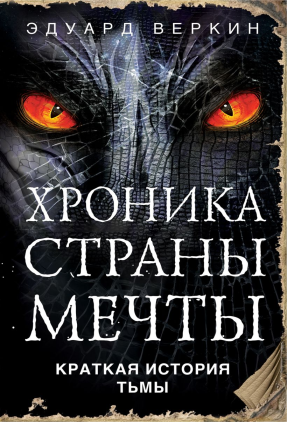 ЭДУАРД ВЕРКИН
ХРОНИКА
СТРАНЫ
МЕЧТЫ
КРАТКАЯ ИСТОРИЯ
ТЬМЫ